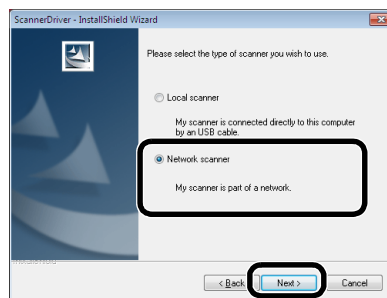 ScannerDriver - InstallShield Wizard
Please select the type of scanner you wish to use.
Local scanner
My scanner is connected directly to this computer
by an USB cable.
Network scanner
My scanner is part of a network.
InstallShield
< Back
Next >
Cancel